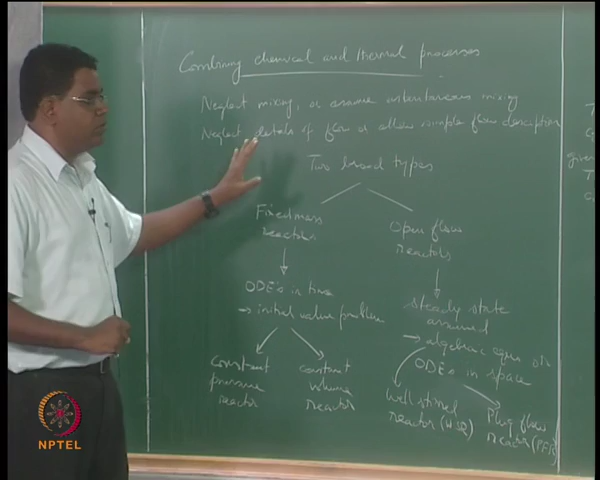 Combining chemical and thermal processes
Neglect mixing, or assume instantaneous mixing
Neglect details of flow or allow simple flow description
Two broad types
Fixed mass
reactors
Open flow
reactors
ODE's in time
→ initial value problem
steady state
assumed
→ algebraic eqns or
ODE's in space
Constant
pressure
reactor
constant
volume
reactor
Well stirred
reactor (WSR)
Plug flow
reactor (PFR)
T
given
T
NPTEL